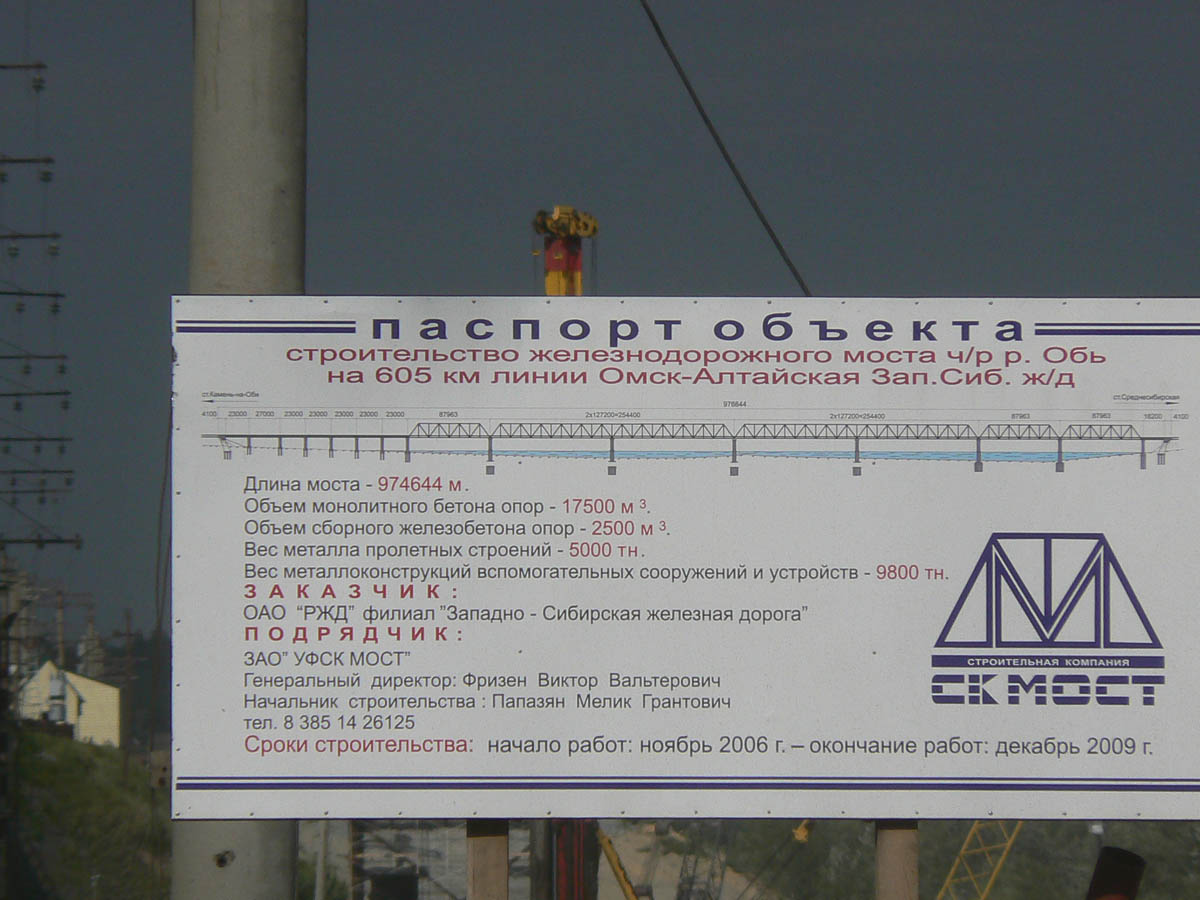 паспорт объекта
строительство железнодорожного моста ч/р р. Обь
на 605 км линии Омск-Алтайская Зап.Сиб. ж/д
ст.Камень-на-Оби
ст.Среднесибирская
976644
4100 23000 27000 23000 23000 23000 23000 87963 2х127200=254400 2х127200=254400 87963 87963 18200 4100
Длина моста - 974644 м.
Объем монолитного бетона опор - 17500 м ³.
Объем сборного железобетона опор - 2500 м ³.
Вес металла пролетных строений - 5000 тн.
Вес металлоконструкций вспомогательных сооружений и устройств - 9800 тн.
ЗАКАЗЧИК:
ОАО “РЖД” филиал ”Западно - Сибирская железная дорога”
ПОДРЯДЧИК:
ЗАО” УФСК МОСТ”
Генеральный директор: Фризен Виктор Вальтерович
Начальник строительства : Папазян Мелик Грантович
тел. 8 385 14 26125
Сроки строительства: начало работ: ноябрь 2006 г. – окончание работ: декабрь 2009 г.
СТРОИТЕЛЬНАЯ КОМПАНИЯ
СК МОСТ